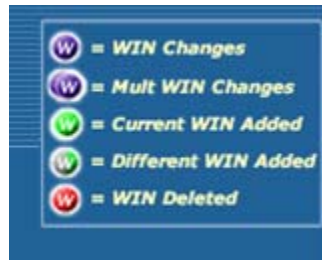 W = WIN Changes
W = Mult WIN Changes
W = Current WIN Added
W = Different WIN Added
W = WIN Deleted